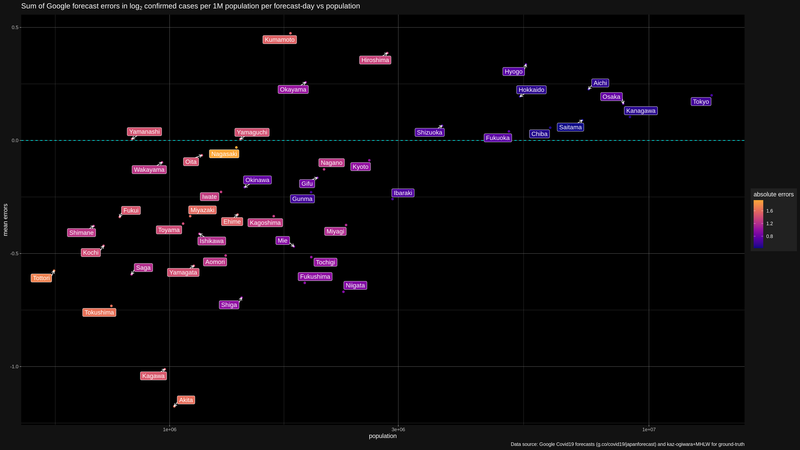 Sum of Google forecast errors in log2 confirmed cases per 1M population per forecast-day vs population
0.5
Kumamoto
Hiroshima
Hyogo
Aichi
Okayama
Hokkaido
Osaka
Tokyo
Kanagawa
Yamanashi
Yamaguchi
Shizuoka
Saitama
Chiba
Fukuoka
0.0
Nagasaki
Oita
Nagano
Wakayama
Kyoto
Okinawa
Gifu
Ibaraki
Iwate
Gunma
absolute errors
1.6
1.2
0.8
mean errors
Fukui
Miyazaki
Ehime
Kagoshima
Shimane
Toyama
Miyagi
Ishikawa
Mie
Kochi
-0.5
Aomori
Tochigi
Saga
Yamagata
Tottori
Fukushima
Niigata
Shiga
Tokushima
-1.0
Kagawa
Akita
1e+06
3e+06
1e+07
population
Data source: Google Covid19 forecasts (g.co/covid19/japanforecast) and kaz-ogiwara+MHLW for ground-truth